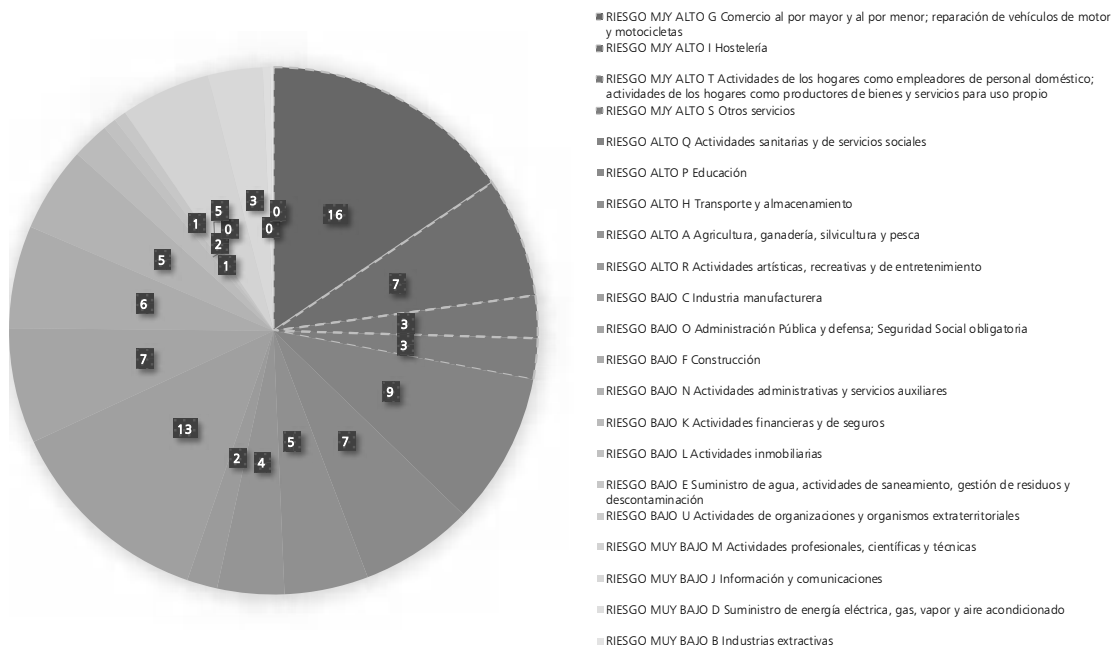 16
7
3
3
9
7
5
4
2
13
7
6
5
1
2
1
0
5
3
0
0
RIESGO MJY ALTO G Comercio al por mayor y al por menor; reparación de vehículos de motor
y motocicletas
RIESGO MJY ALTO I Hostelería
RIESGO MJY ALTO T Actividades de los hogares como empleadores de personal doméstico;
actividades de los hogares como productores de bienes y servicios para uso propio
RIESGO MJY ALTO S Otros servicios
RIESGO ALTO Q Actividades sanitarias y de servicios sociales
RIESGO ALTO P Educación
RIESGO ALTO H Transporte y almacenamiento
RIESGO ALTO A Agricultura, ganadería, silvicultura y pesca
RIESGO ALTO R Actividades artísticas, recreativas y de entretenimiento
RIESGO BAJO C Industria manufacturera
RIESGO BAJO O Administración Pública y defensa; Seguridad Social obligatoria
RIESGO BAJO F Construcción
RIESGO BAJO N Actividades administrativas y servicios auxiliares
RIESGO BAJO K Actividades financieras y de seguros
RIESGO BAJO L Actividades inmobiliarias
RIESGO BAJO E Suministro de agua, actividades de saneamiento, gestión de residuos y
descontaminación
RIESGO BAJO U Actividades de organizaciones y organismos extraterritoriales
RIESGO MUY BAJO M Actividades profesionales, científicas y técnicas
RIESGO MUY BAJO J Información y comunicaciones
RIESGO MUY BAJO D Suministro de energía eléctrica, gas, vapor y aire acondicionado
RIESGO MUY BAJO B Industrias extractivas